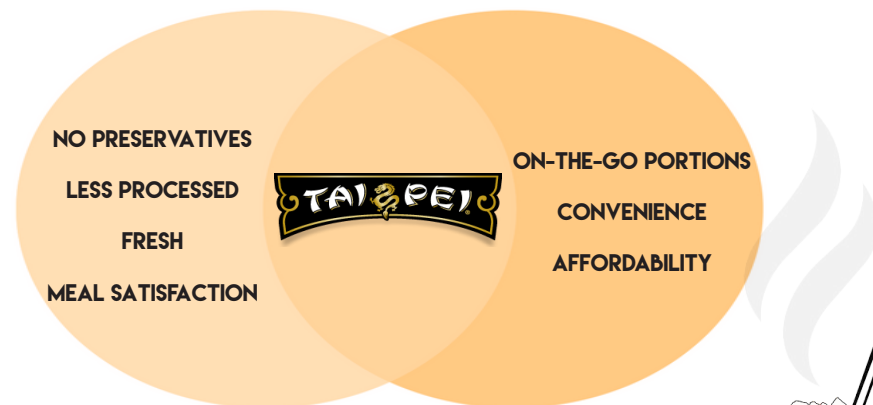 NO PRESERVATIVES
LESS PROCESSED
FRESH
MEAL SATISFACTION
TAI PEI
ON-THE-GO PORTIONS
CONVENIENCE
AFFORDABILITY